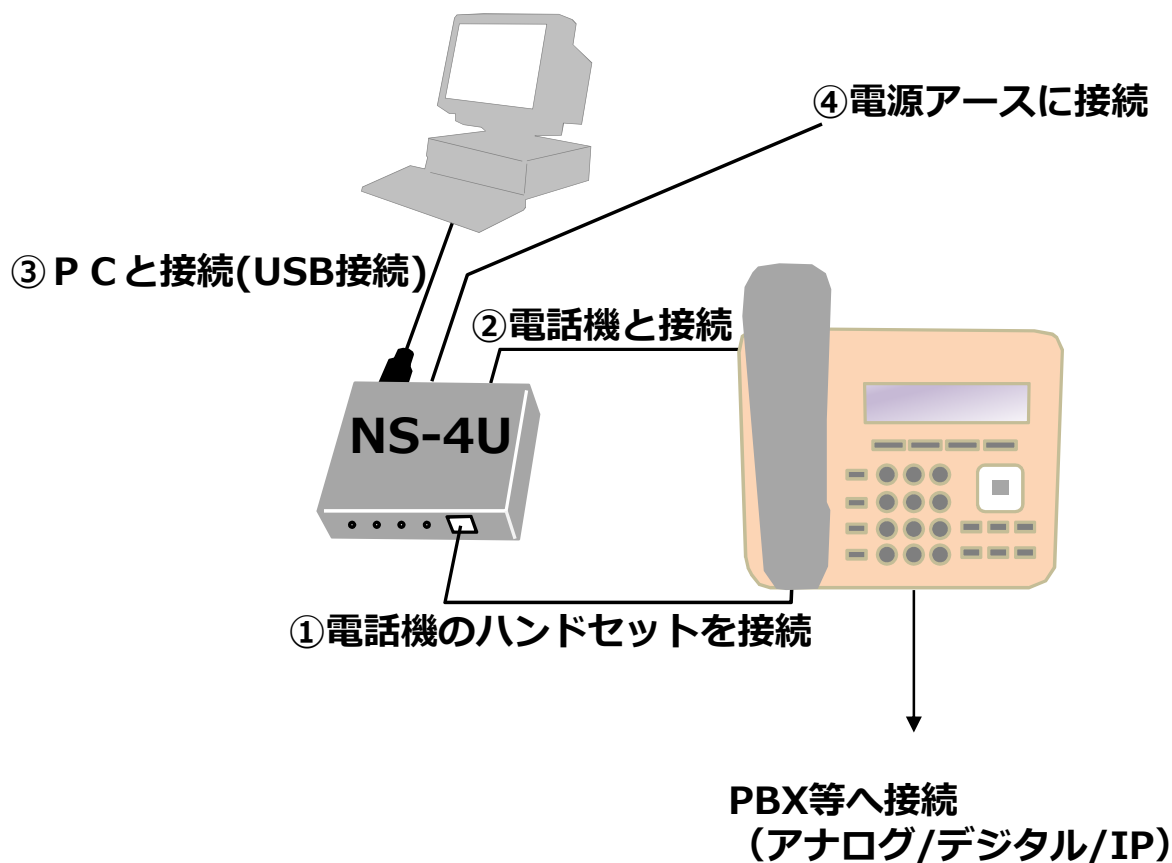 ④電源アースに接続
③ＰＣと接続(USB接続)
②電話機と接続
NS-4U
①電話機のハンドセットを接続
PBX等へ接続
（アナログ/デジタル/IP）